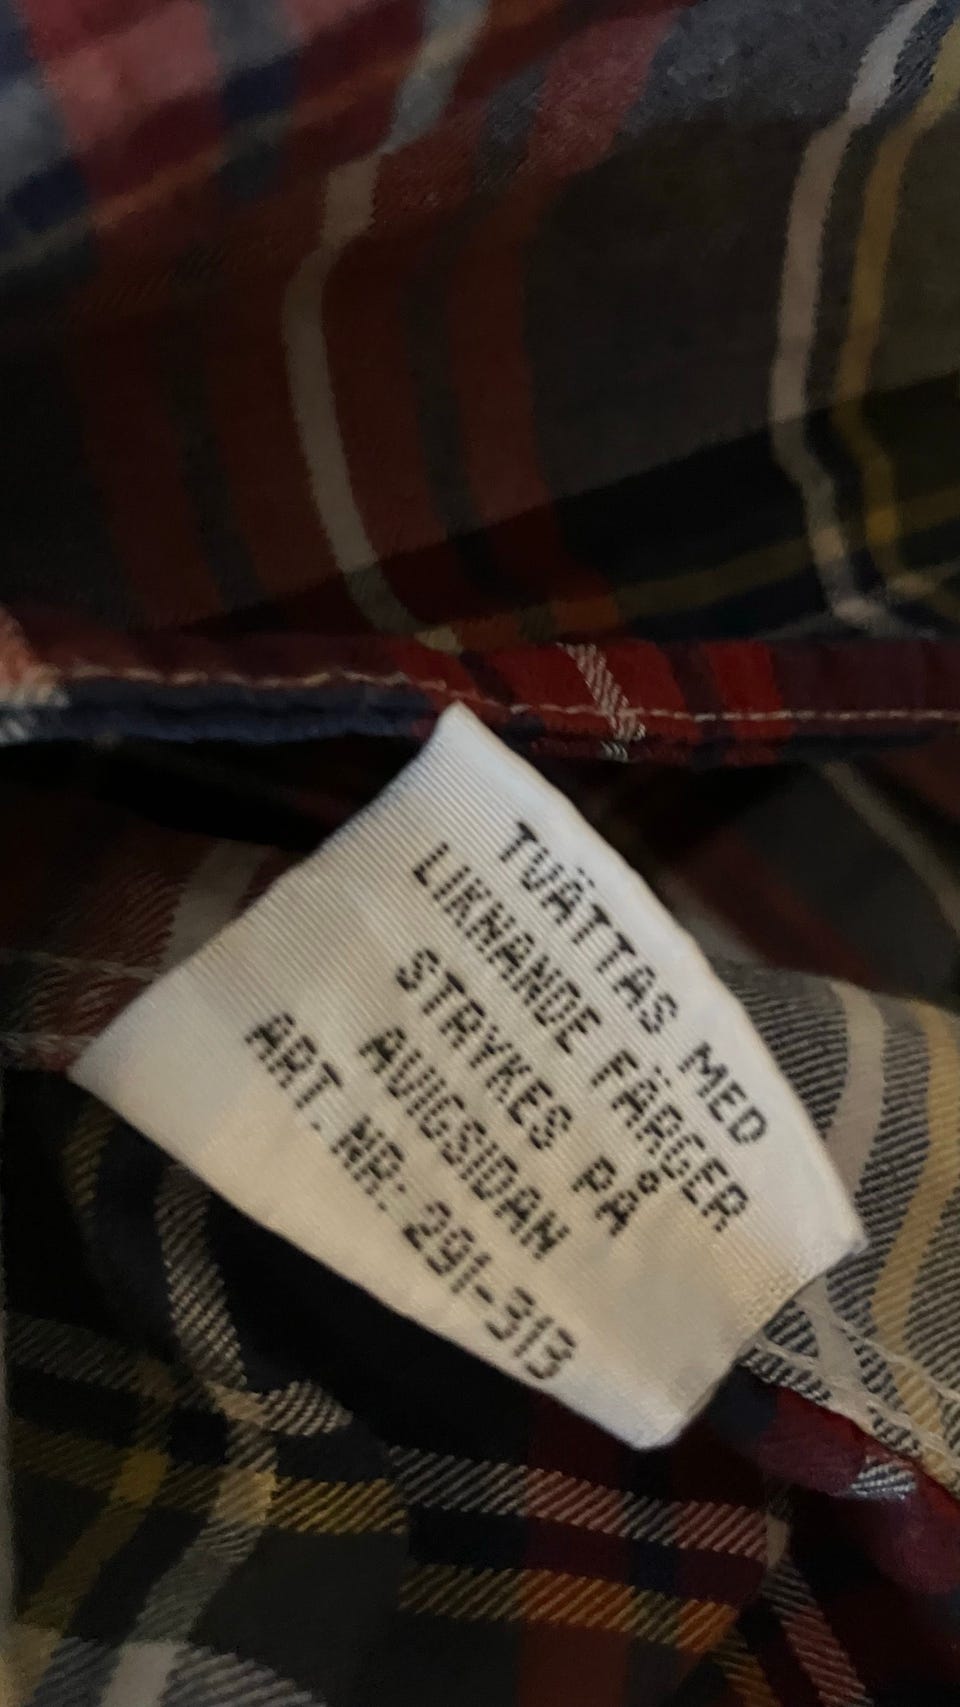 TVÄTTAS MED
LIKNANDE FÄRGER
STRYKES PÅ
AVIGSIDAN
ART. NR: 291-313